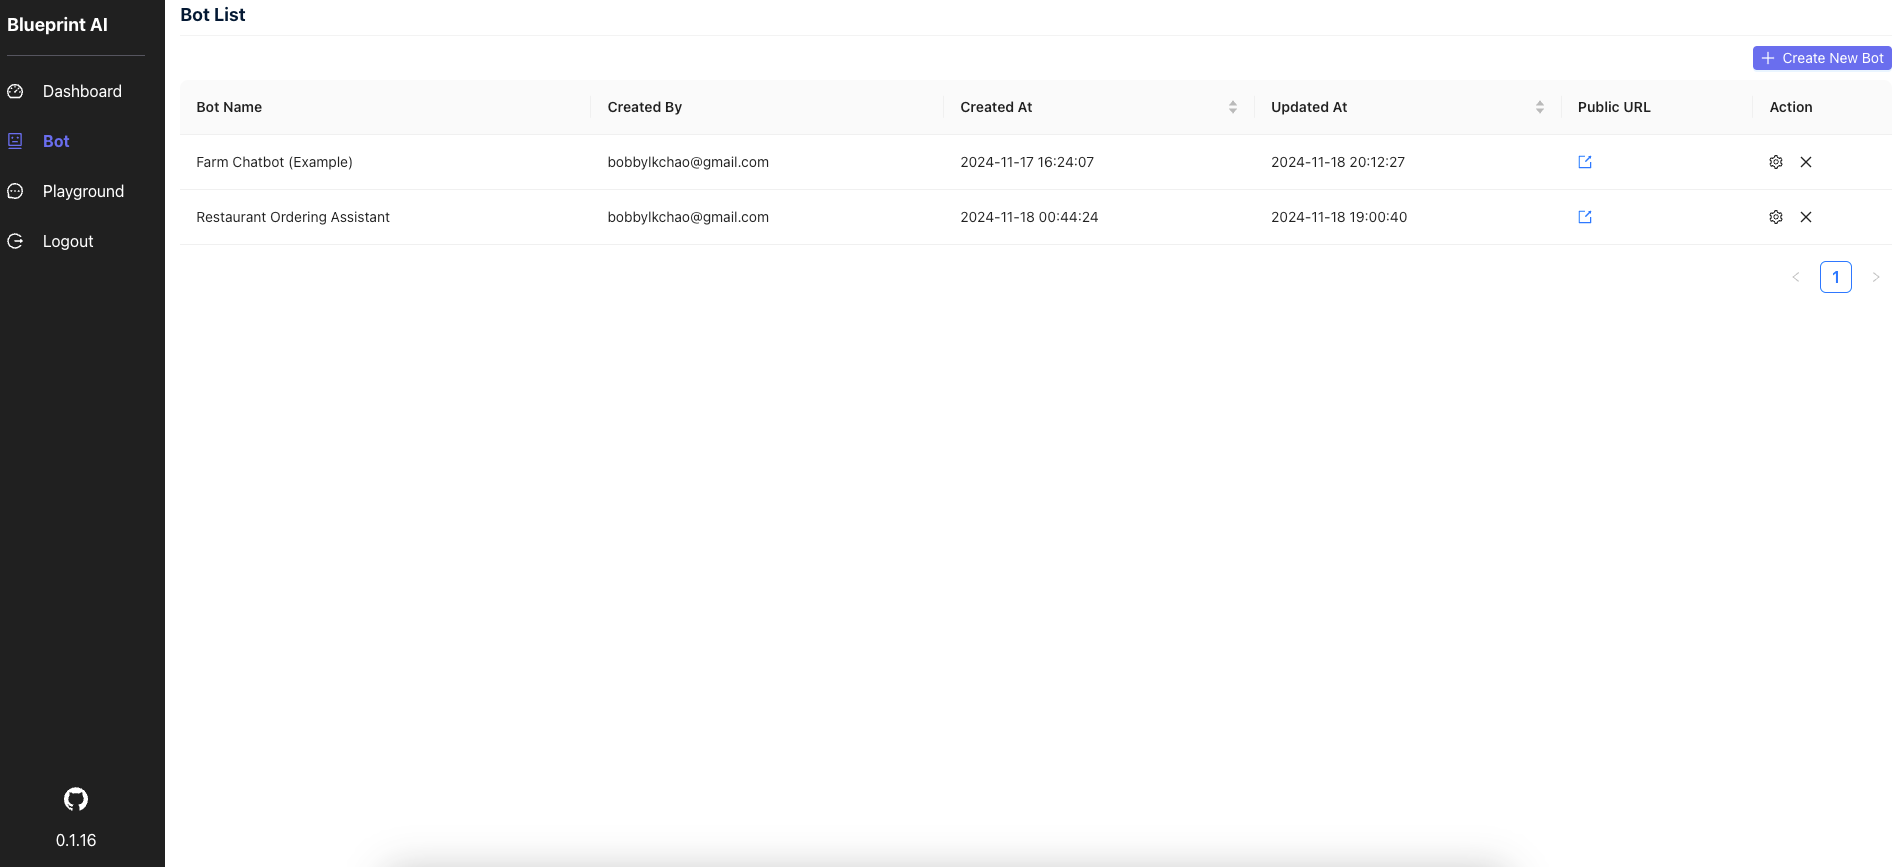 Blueprint AI
Dashboard
Bot
Playground
Logout
0.1.16
Bot List
Create New Bot
Bot Name Created By Created At Updated At Public URL Action
Farm Chatbot (Example) bobbylkchao@gmail.com 2024-11-17 16:24:07 2024-11-18 20:12:27
Restaurant Ordering Assistant bobbylkchao@gmail.com 2024-11-18 00:44:24 2024-11-18 19:00:40
1